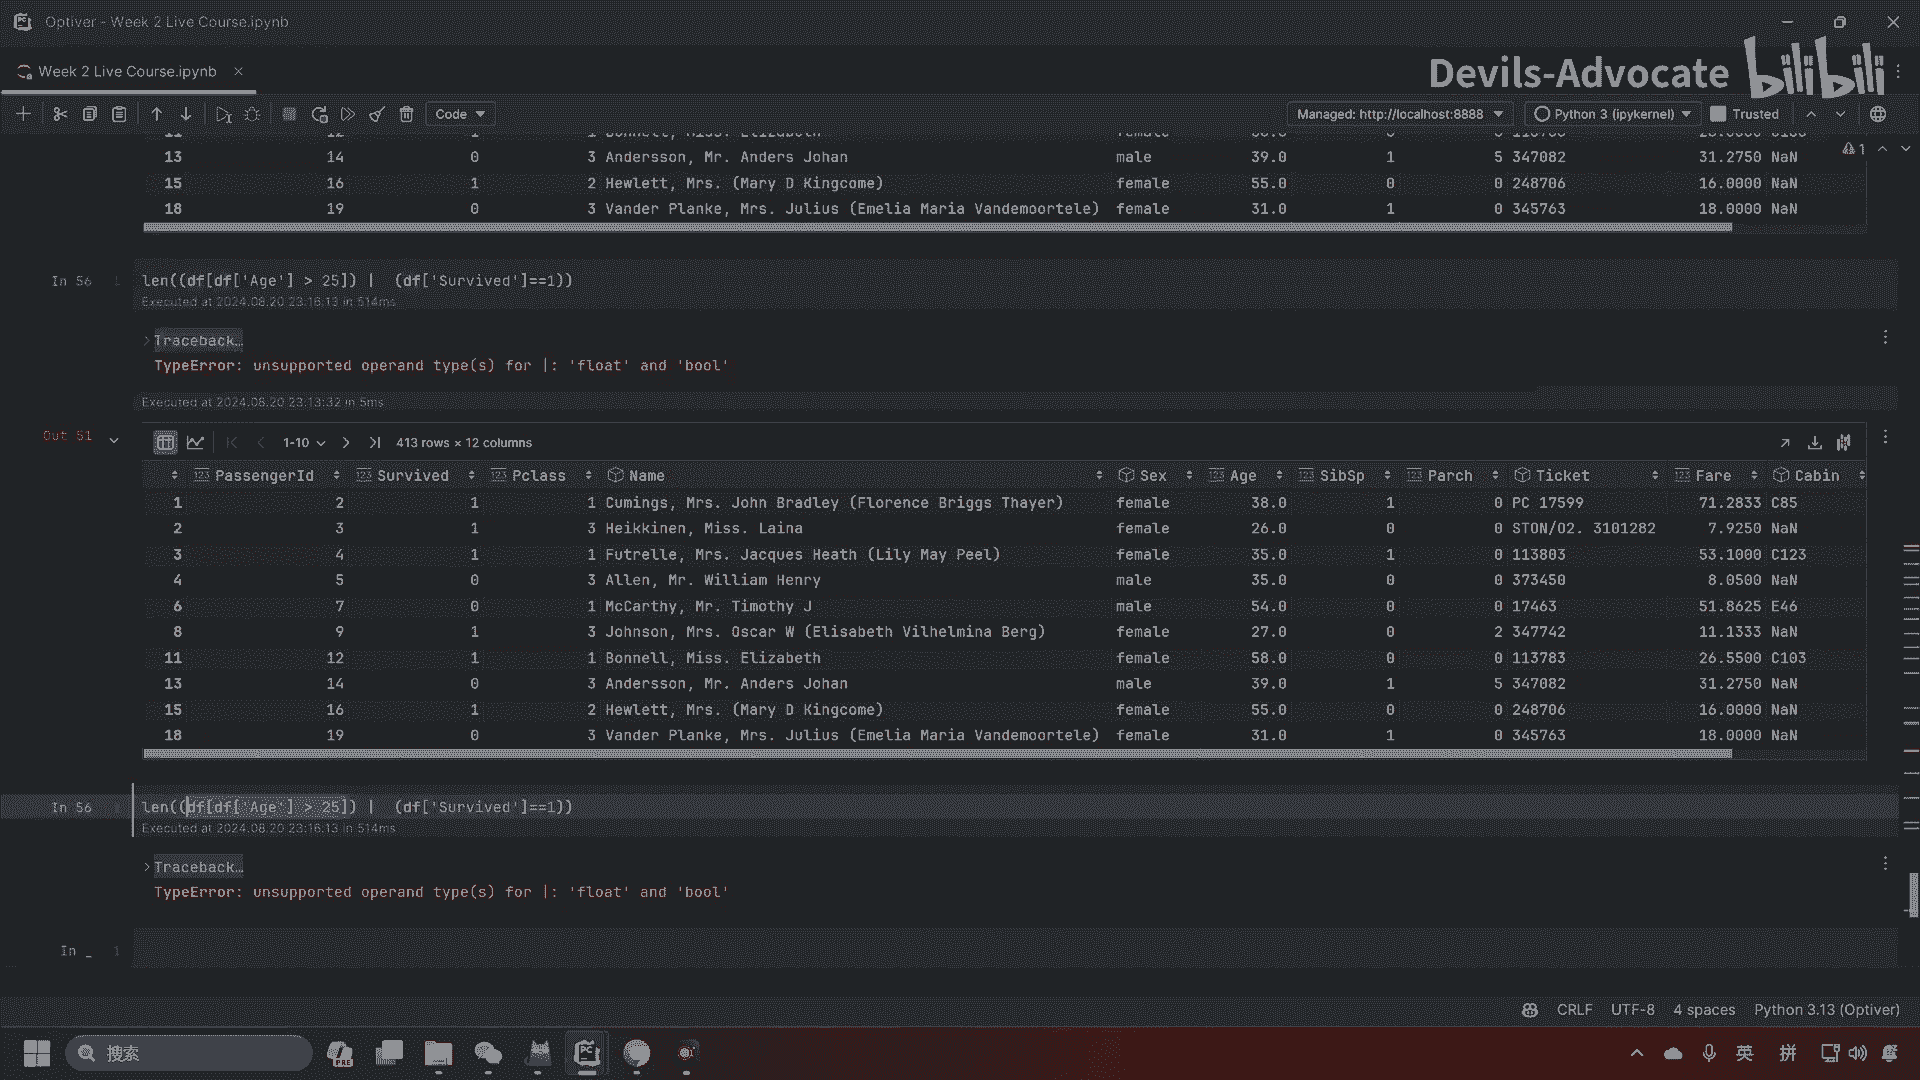 Optiver - Week 2 Live Course.ipynb
Week 2 Live Course.ipynb
Devils-Advocate bilibili
Code
Managed: http://localhost:8888
Python 3 (ipykernel)
Trusted
13 14 0 3 Andersson, Mr. Anders Johan male 39.0 1 5 347082 31.2750 NaN
1
15 16 1 2 Hewlett, Mrs. (Mary D Kingcome) female 55.0 0 0 248706 16.0000 NaN
18 19 0 3 Vander Planke, Mrs. Julius (Emelia Maria Vandemoortele) female 31.0 1 0 345763 18.0000 NaN
In 56 1 len((df[df['Age'] > 25]) |  (df['Survived']==1))
Executed at 2024.08.20 23:16:13 in 514ms
Traceback…
TypeError: unsupported operand type(s) for |: 'float' and 'bool'
Executed at 2024.08.20 23:13:32 in 5ms
Out 51
1-10
413 rows × 12 columns
PassengerId Survived Pclass Name Sex Age SibSp Parch Ticket Fare Cabin
1 2 1 1 Cumings, Mrs. John Bradley (Florence Briggs Thayer) female 38.0 1 0 PC 17599 71.2833 C85
2 3 1 3 Heikkinen, Miss. Laina female 26.0 0 0 STON/O2. 3101282 7.9250 NaN
3 4 1 1 Futrelle, Mrs. Jacques Heath (Lily May Peel) female 35.0 1 0 113803 53.1000 C123
4 5 0 3 Allen, Mr. William Henry male 35.0 0 0 373450 8.0500 NaN
6 7 0 1 McCarthy, Mr. Timothy J male 54.0 0 0 17463 51.8625 E46
8 9 1 3 Johnson, Mrs. Oscar W (Elisabeth Vilhelmina Berg) female 27.0 0 2 347742 11.1333 NaN
11 12 1 1 Bonnell, Miss. Elizabeth female 58.0 0 0 113783 26.5500 C103
13 14 0 3 Andersson, Mr. Anders Johan male 39.0 1 5 347082 31.2750 NaN
15 16 1 2 Hewlett, Mrs. (Mary D Kingcome) female 55.0 0 0 248706 16.0000 NaN
18 19 0 3 Vander Planke, Mrs. Julius (Emelia Maria Vandemoortele) female 31.0 1 0 345763 18.0000 NaN
In 56 1 len((df[df['Age'] > 25]) |  (df['Survived']==1))
Executed at 2024.08.20 23:16:13 in 514ms
Traceback…
TypeError: unsupported operand type(s) for |: 'float' and 'bool'
In _ 1
CRLF UTF-8 4 spaces Python 3.13 (Optiver)
搜索
PRE
PC
英
拼